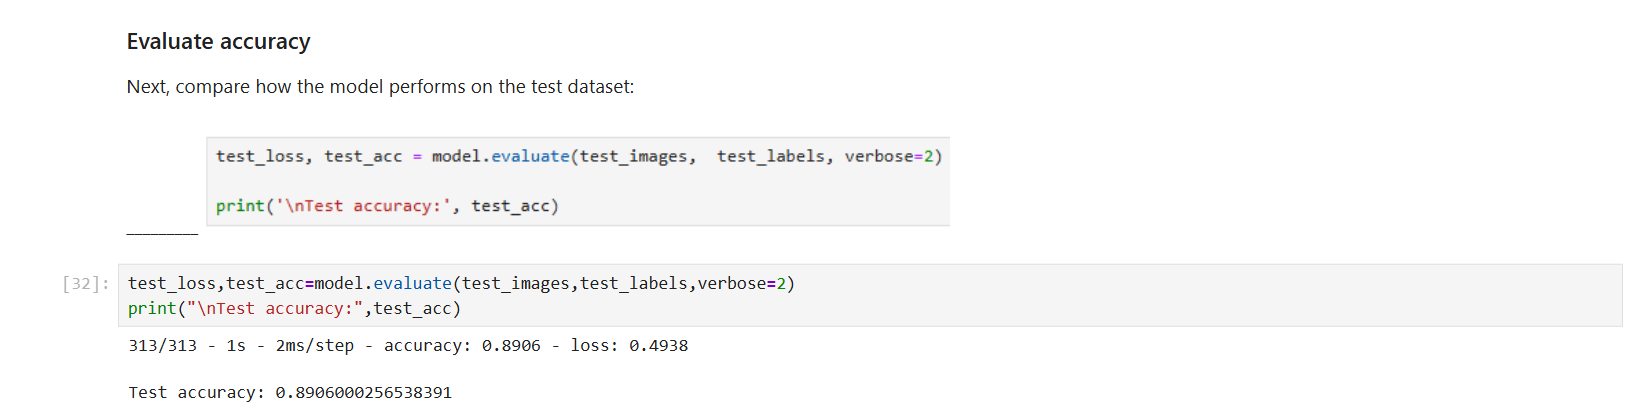 Evaluate accuracy
Next, compare how the model performs on the test dataset:
test_loss, test_acc = model.evaluate(test_images,  test_labels, verbose=2)
print('\nTest accuracy:', test_acc)
_________
[32]: test_loss,test_acc=model.evaluate(test_images,test_labels,verbose=2)
print("\nTest accuracy:",test_acc)
313/313 - 1s - 2ms/step - accuracy: 0.8906 - loss: 0.4938
Test accuracy: 0.8906000256538391